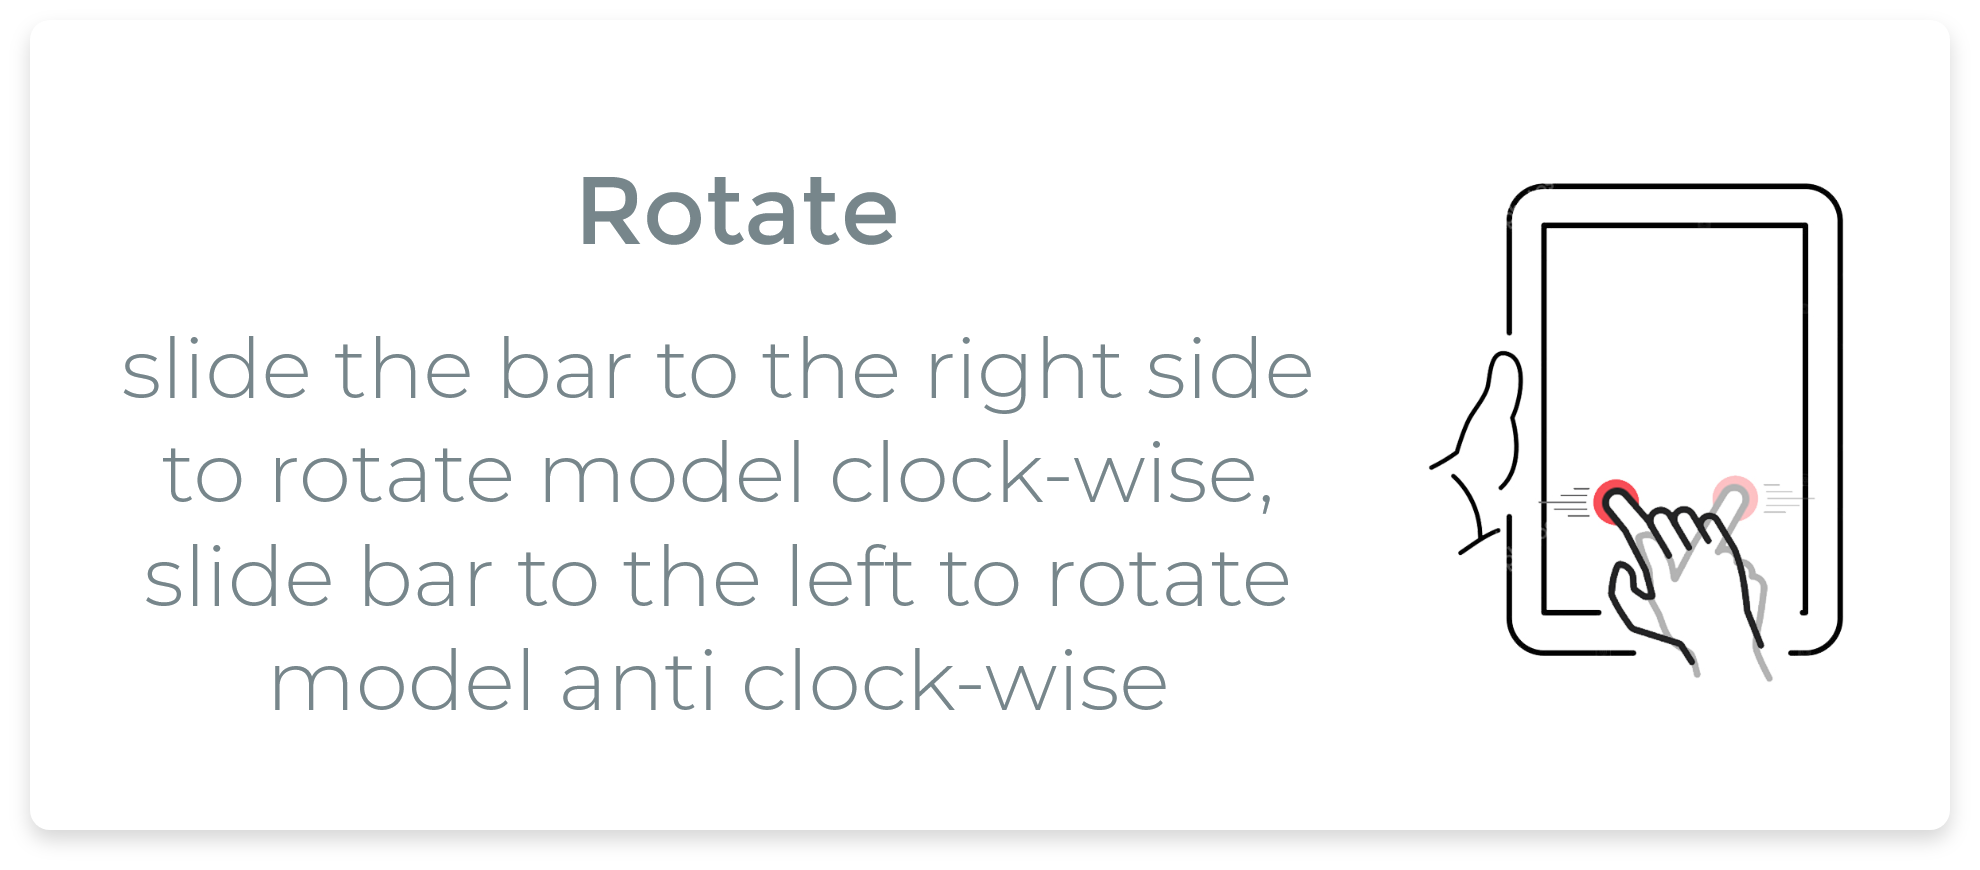 Rotate
slide the bar to the right side
to rotate model clock-wise,
slide bar to the left to rotate
model anti clock-wise